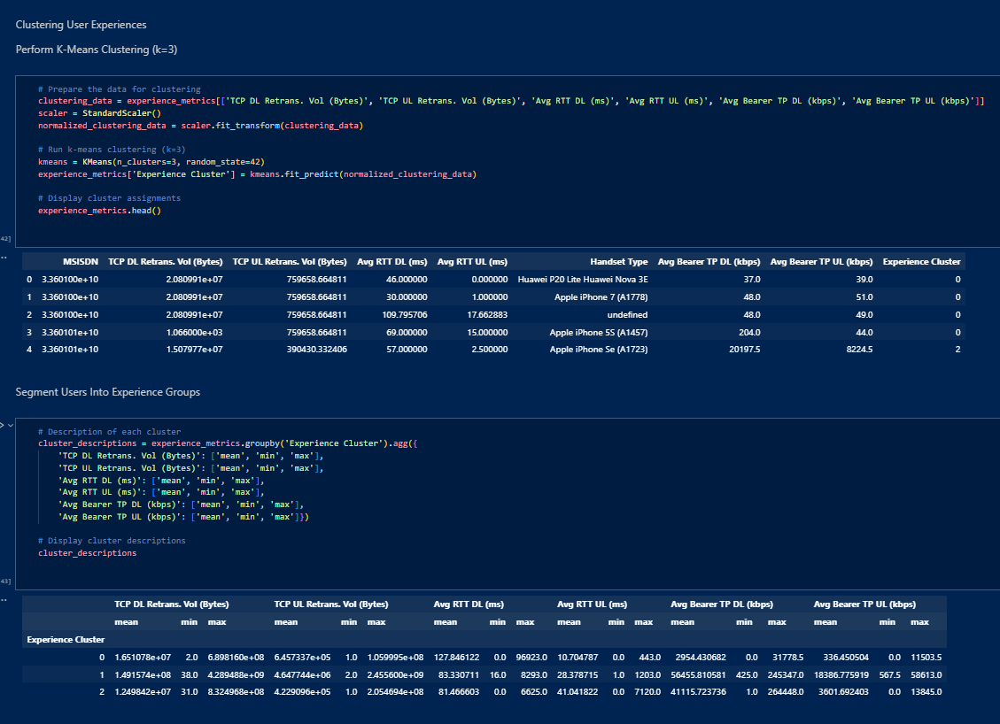 Clustering User Experiences
Perform K-Means Clustering (k=3)
# Prepare the data for clustering
clustering_data = experience_metrics[['TCP DL Retrans. Vol (Bytes)', 'TCP UL Retrans. Vol (Bytes)', 'Avg RTT DL (ms)', 'Avg RTT UL (ms)', 'Avg Bearer TP DL (kbps)', 'Avg Bearer TP UL (kbps)']]
scaler = StandardScaler()
normalized_clustering_data = scaler.fit_transform(clustering_data)
# Run k-means clustering (k=3)
kmeans = KMeans(n_clusters=3, random_state=42)
experience_metrics['Experience Cluster'] = kmeans.fit_predict(normalized_clustering_data)
# Display cluster assignments
experience_metrics.head()
42]
MSISDN TCP DL Retrans. Vol (Bytes) TCP UL Retrans. Vol (Bytes) Avg RTT DL (ms) Avg RTT UL (ms) Handset Type Avg Bearer TP DL (kbps) Avg Bearer TP UL (kbps) Experience Cluster
0 3.360100e+10 2.080991e+07 759658.664811 46.000000 0.000000 Huawei P20 Lite Huawei Nova 3E 37.0 39.0 0
1 3.360100e+10 2.080991e+07 759658.664811 30.000000 1.000000 Apple iPhone 7 (A1778) 48.0 51.0 0
2 3.360100e+10 2.080991e+07 759658.664811 109.795706 17.662883 undefined 48.0 49.0 0
3 3.360101e+10 1.066000e+03 759658.664811 69.000000 15.000000 Apple iPhone 5S (A1457) 204.0 44.0 0
4 3.360101e+10 1.507977e+07 390430.332406 57.000000 2.500000 Apple iPhone Se (A1723) 20197.5 8224.5 2
Segment Users Into Experience Groups
# Description of each cluster
cluster_descriptions = experience_metrics.groupby('Experience Cluster').agg({
'TCP DL Retrans. Vol (Bytes)': ['mean', 'min', 'max'],
'TCP UL Retrans. Vol (Bytes)': ['mean', 'min', 'max'],
'Avg RTT DL (ms)': ['mean', 'min', 'max'],
'Avg RTT UL (ms)': ['mean', 'min', 'max'],
'Avg Bearer TP DL (kbps)': ['mean', 'min', 'max'],
'Avg Bearer TP UL (kbps)': ['mean', 'min', 'max']})
# Display cluster descriptions
cluster_descriptions
43]
TCP DL Retrans. Vol (Bytes) TCP UL Retrans. Vol (Bytes) Avg RTT DL (ms) Avg RTT UL (ms) Avg Bearer TP DL (kbps) Avg Bearer TP UL (kbps)
mean min max mean min max mean min max mean min max mean min max mean min max
Experience Cluster
0 1.651078e+07 2.0 6.898160e+08 6.457337e+05 1.0 1.059995e+08 127.846122 0.0 96923.0 10.704787 0.0 443.0 2954.430682 0.0 31778.5 336.450504 0.0 11503.5
1 1.491574e+08 38.0 4.289488e+09 4.647744e+06 2.0 2.455600e+09 83.330711 16.0 8293.0 28.378715 1.0 1203.0 56455.810581 425.0 245347.0 18386.775919 567.5 58613.0
2 1.249842e+07 31.0 8.324968e+08 4.229096e+05 1.0 2.054694e+08 81.466603 0.0 6625.0 41.041822 0.0 7120.0 41115.723736 1.0 264448.0 3601.692403 0.0 13845.0